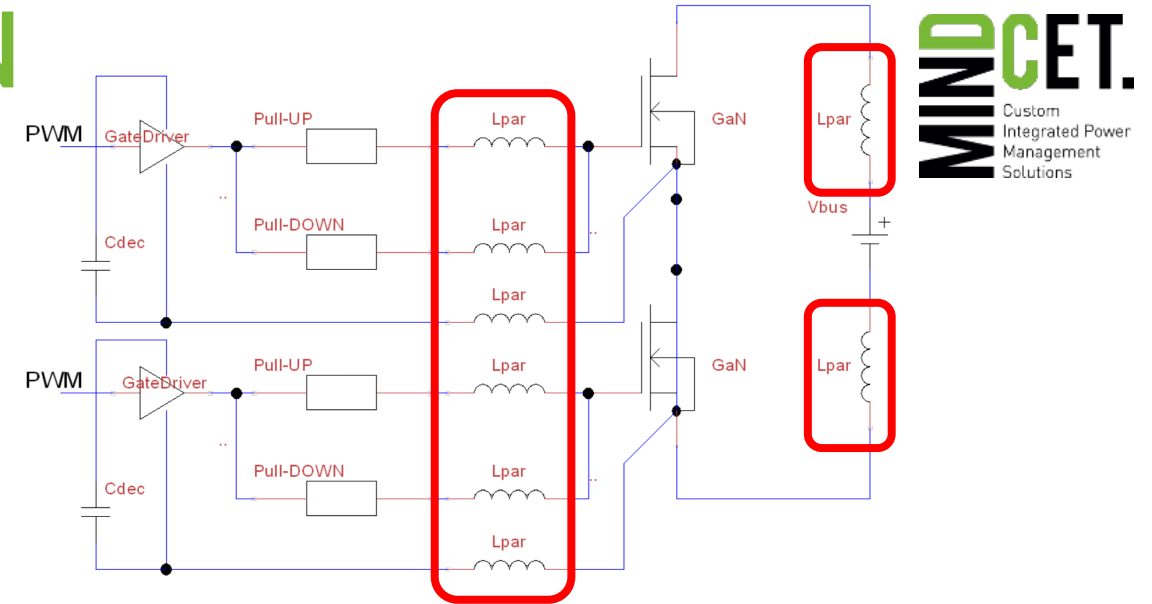 PWM
GateDriver
Pull-UP
Lpar
GaN
Lpar
Pull-DOWN
Lpar
Cdec
Lpar
Vbus
+
PWM
GateDriver
Pull-UP
Lpar
GaN
Lpar
Pull-DOWN
Lpar
Cdec
Lpar
MINDCET.
Custom
Integrated Power
Management
Solutions